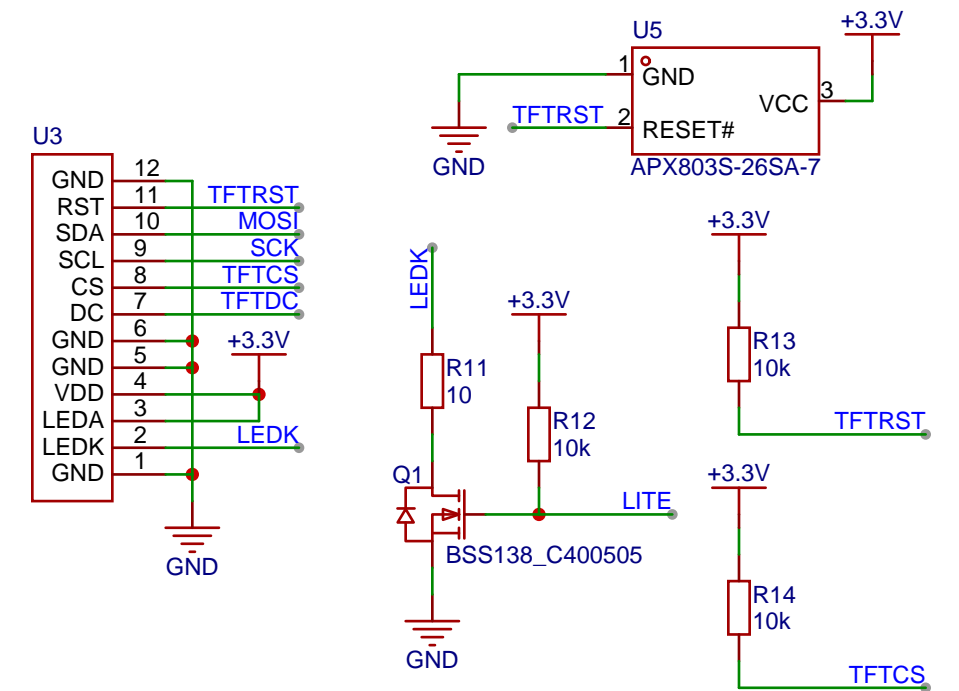 U3
GND 12
RST 11 TFTRST
SDA 10 MOSI
SCL 9 SCK
CS 8 TFTCS
DC 7 TFTDC
GND 6
GND 5 +3.3V
VDD 4
LEDA 3
LEDK 2 LEDK
GND 1
GND
U5
+3.3V
1 GND
VCC 3
TFTRST 2 RESET#
GND
APX803S-26SA-7
LEDK
R11
10
+3.3V
R12
10k
Q1
LITE
BSS138_C400505
GND
+3.3V
R13
10k
TFTRST
+3.3V
R14
10k
TFTCS